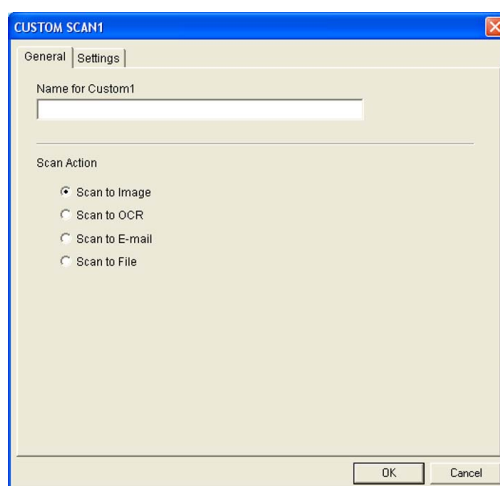 CUSTOM SCAN1
General Settings
Name for Custom1
Scan Action
Scan to Image
Scan to OCR
Scan to E-mail
Scan to File
OK Cancel